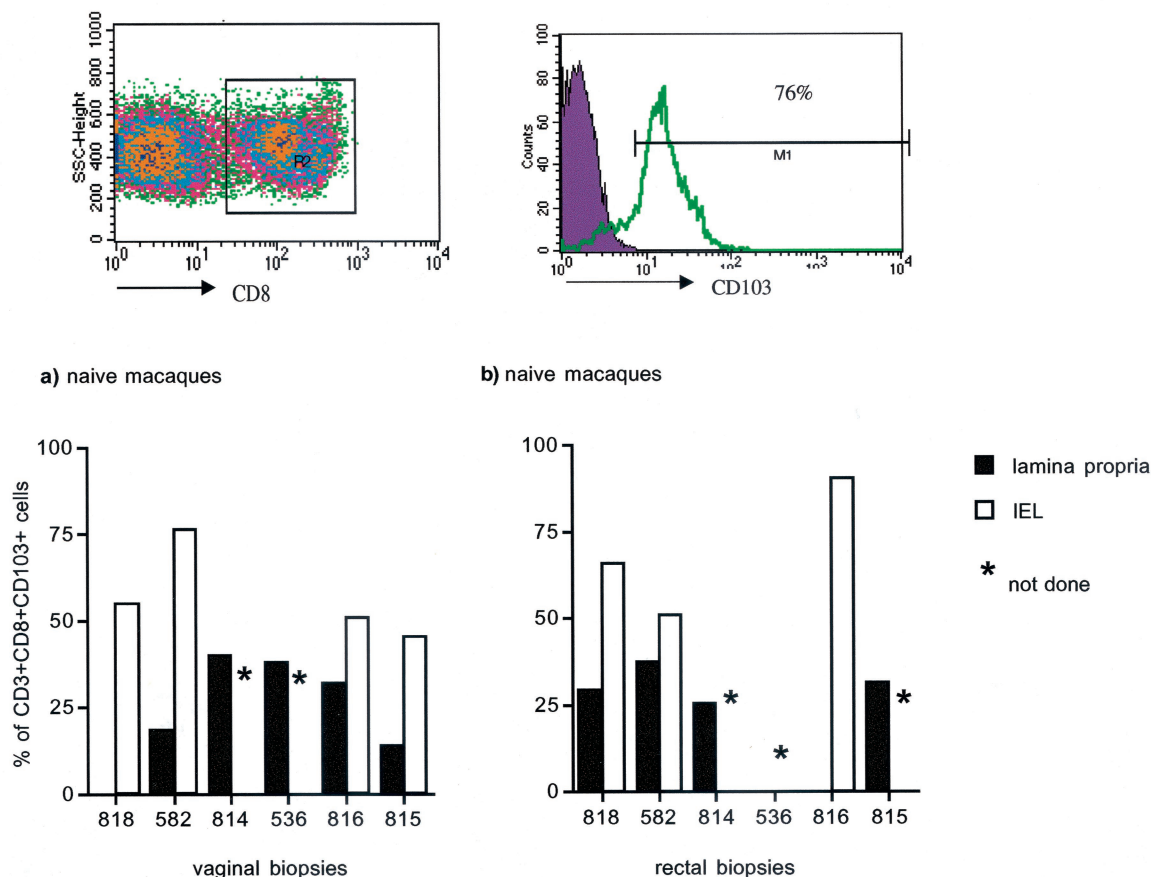 1000
800
600
400
200
0
SSC-Height
R2
10^0 10^1 10^2 10^3 10^4
CD8
100
80
60
40
20
0
Counts
76%
M1
10^0 10^1 10^2 10^3 10^4
CD103
a) naive macaques
b) naive macaques
% of CD3+CD8+CD103+ cells
100
75
50
25
0
* *
818 582 814 536 816 815
vaginal biopsies
100
75
50
25
0
* * *
818 582 814 536 816 815
rectal biopsies
lamina propria
IEL
* not done